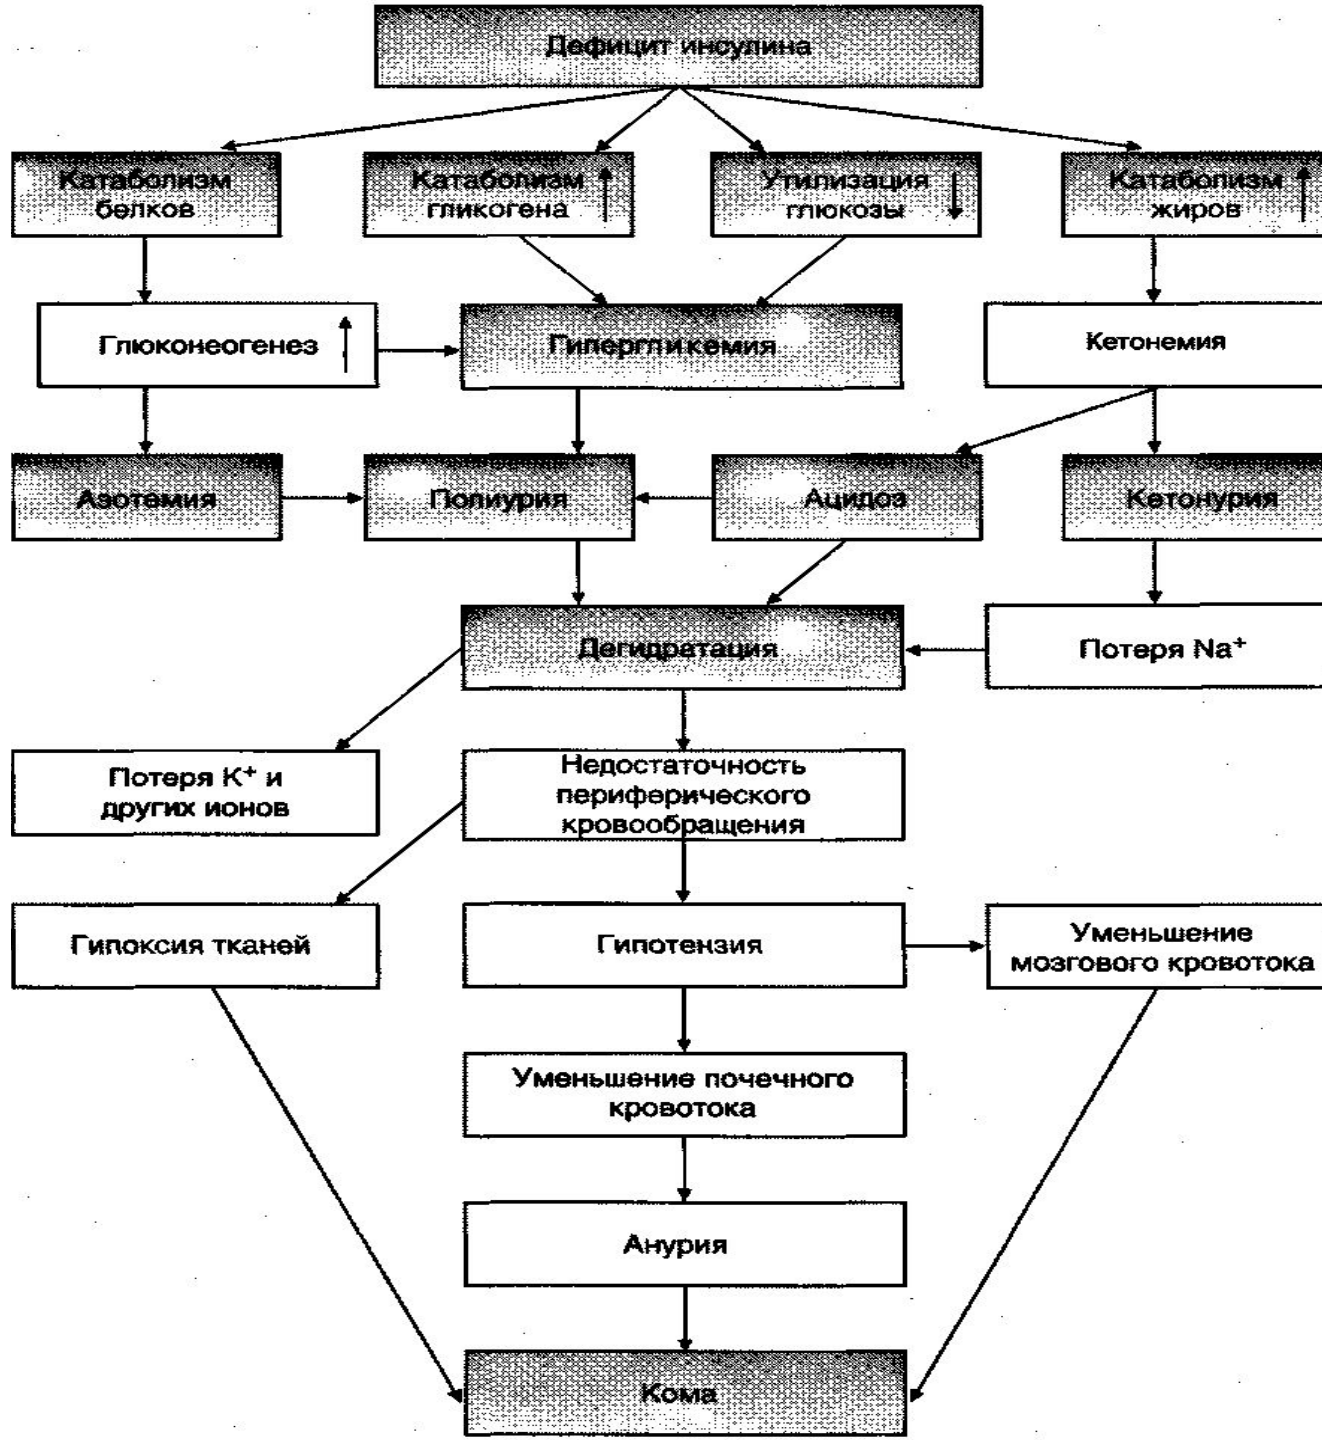 Дефицит инсулина
Катаболизм
белков
Катаболизм
гликогена
Утилизация
глюкозы
Катаболизм
жиров
Глюконеогенез
Гипергликемия
Кетонемия
Азотемия
Полиурия
Ацидоз
Кетонурия
Дегидратация
Потеря Na⁺
Потеря K⁺ и
других ионов
Недостаточность
периферического
кровообращения
Гипоксия тканей
Гипотензия
Уменьшение
мозгового кровотока
Уменьшение почечного
кровотока
Анурия
Кома